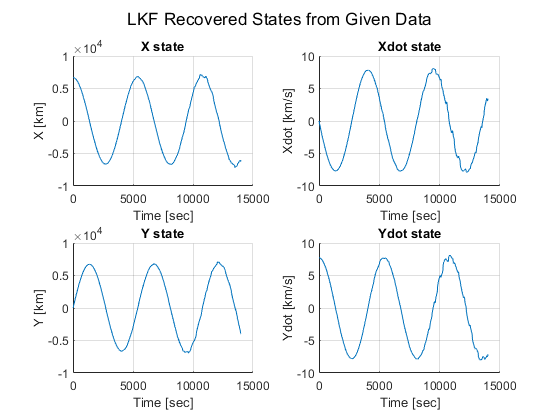 LKF Recovered States from Given Data
×10^4
X state
1
0.5
0
-0.5
-1
X [km]
0 5000 10000 15000
Time [sec]
Xdot state
10
5
0
-5
-10
Xdot [km/s]
0 5000 10000 15000
Time [sec]
×10^4
Y state
1
0.5
0
-0.5
-1
Y [km]
0 5000 10000 15000
Time [sec]
Ydot state
10
5
0
-5
-10
Ydot [km/s]
0 5000 10000 15000
Time [sec]